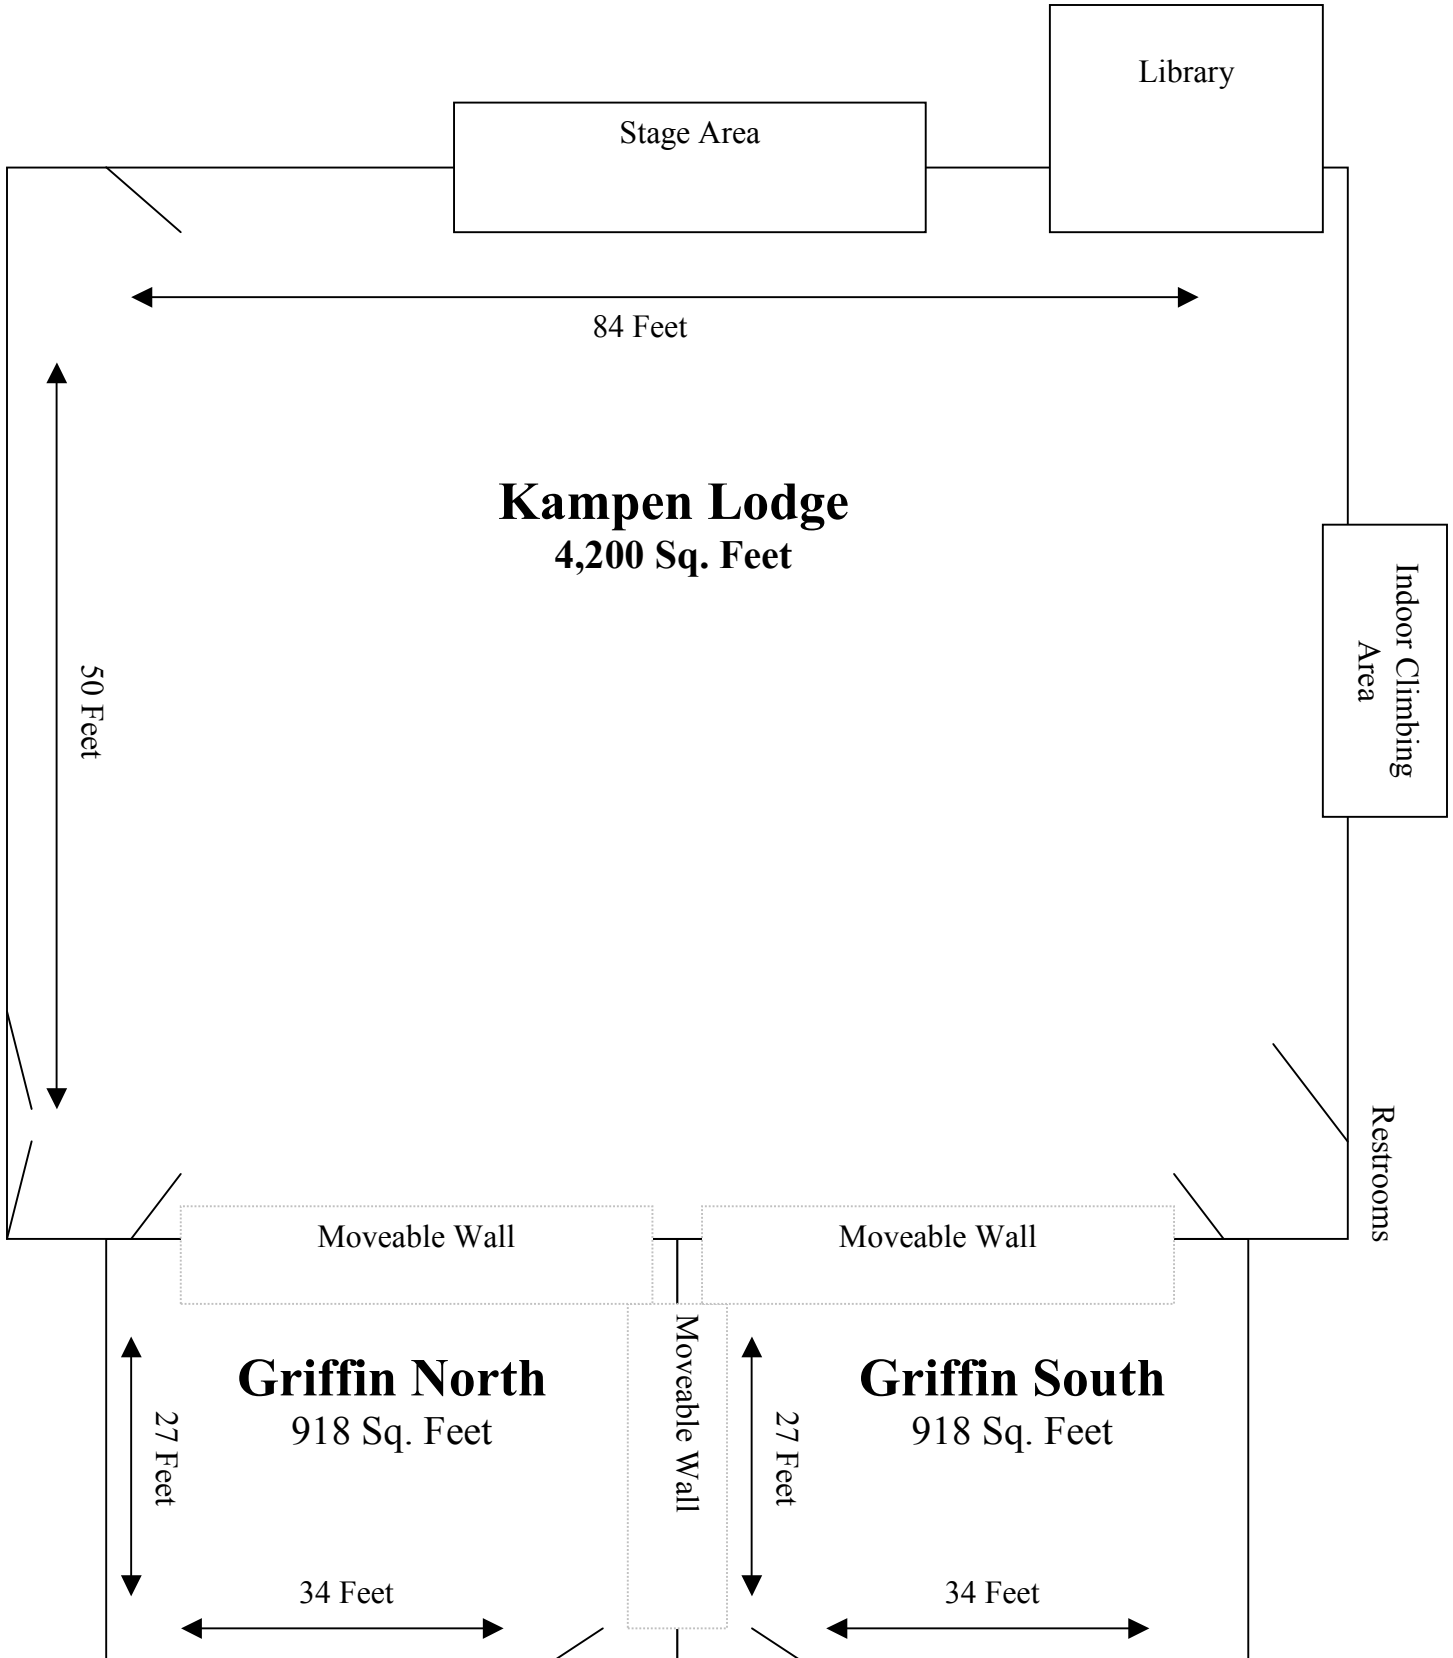 Library
Stage Area
84 Feet
Kampen Lodge
4,200 Sq. Feet
50 Feet
Indoor Climbing
Area
Restrooms
Moveable Wall
Moveable Wall
Moveable Wall
Griffin North
918 Sq. Feet
27 Feet
34 Feet
Griffin South
918 Sq. Feet
27 Feet
34 Feet